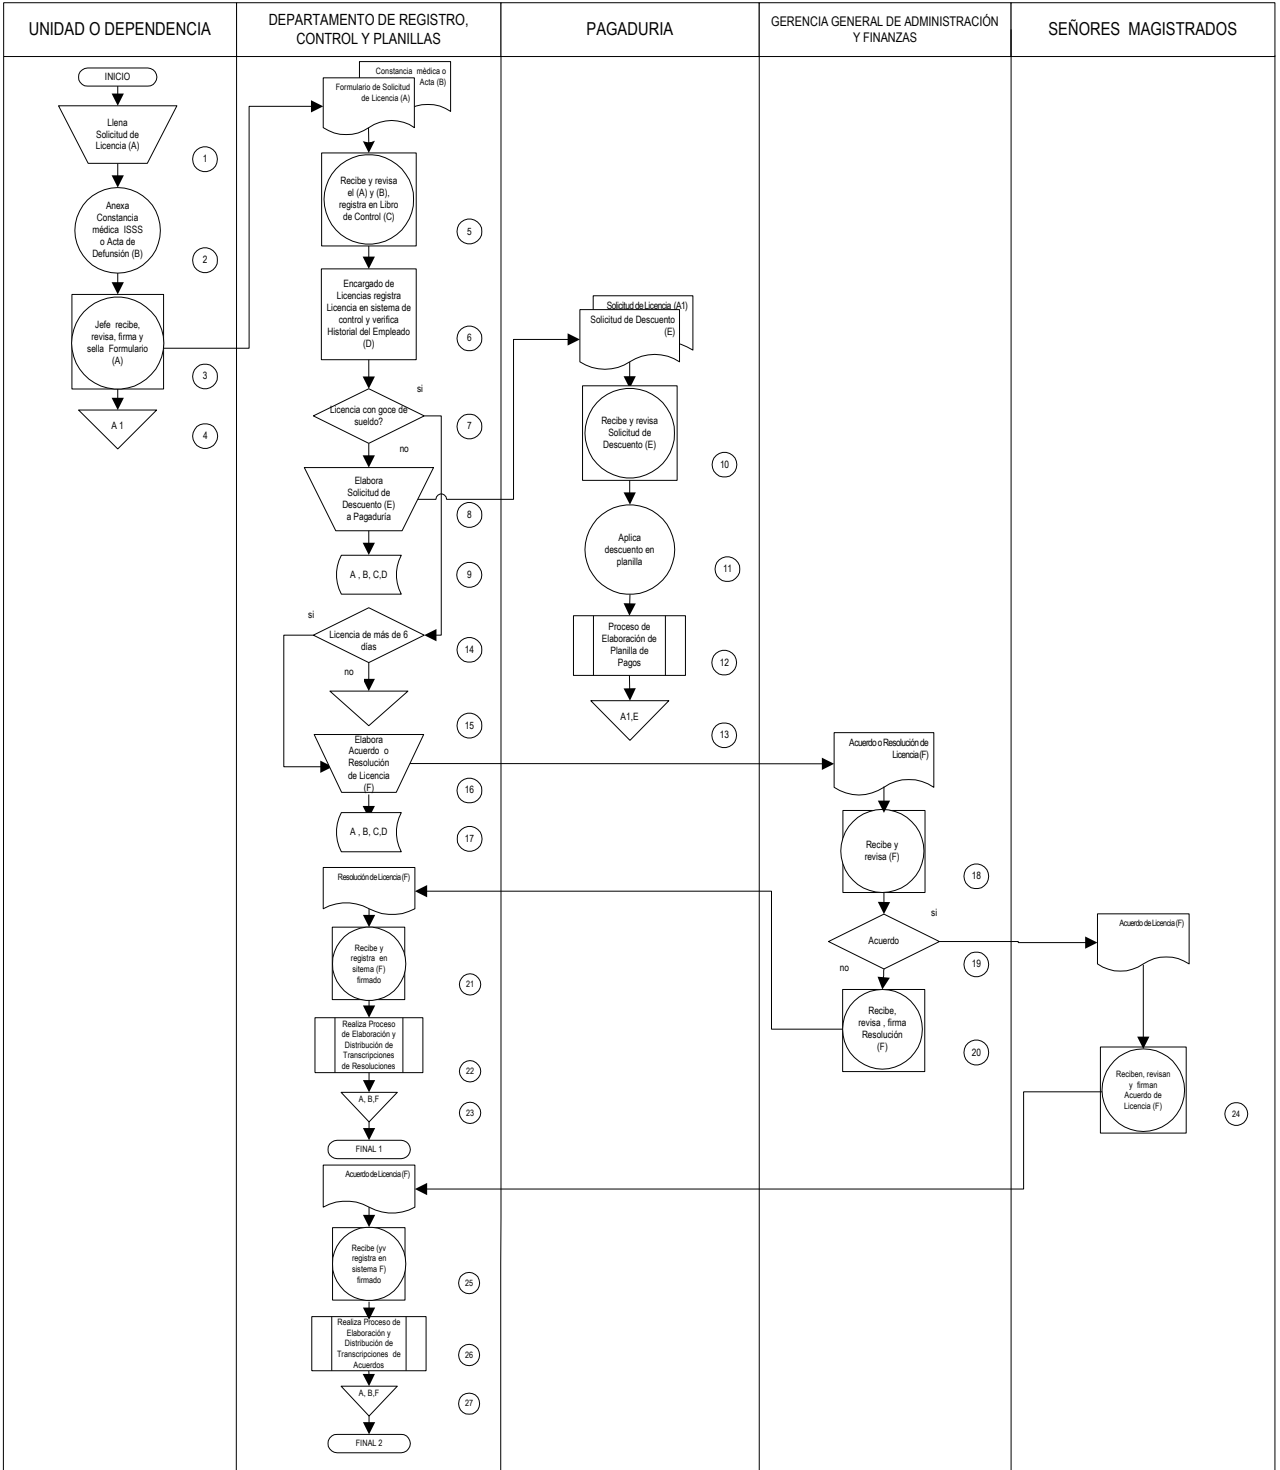 UNIDAD O DEPENDENCIA
DEPARTAMENTO DE REGISTRO,
CONTROL Y PLANILLAS
PAGADURIA
GERENCIA GENERAL DE ADMINISTRACIÓN
Y FINANZAS
SEÑORES MAGISTRADOS
INICIO
Llena
Solicitud de
Licencia (A)
1
Anexa
Constancia
médica ISSS
o Acta de
Defunsión (B)
2
Jefe recibe,
revisa, firma y
sella Formulario
(A)
3
A 1
4
Constancia médica o
Acta (B)
Formulario de Solicitud
de Licencia (A)
Recibe y revisa
el (A) y (B),
registra en Libro
de Control (C)
5
Encargado de
Licencias registra
Licencia en sistema de
control y verifica
Historial del Empleado
(D)
6
si
Licencia con goce de
sueldo?
7
no
Elabora
Solicitud de
Descuento (E)
a Pagaduría
8
A , B, C,D
9
si
Licencia de más de 6
días
14
no
15
Elabora
Acuerdo o
Resolución
de Licencia
(F)
16
A , B, C,D
17
Resolución de Licencia (F)
Recibe y
registra en
sitema (F)
firmado
21
Realiza Proceso
de Elaboración y
Distribución de
Transcripciones
de Resoluciones
22
A, B,F
23
FINAL 1
Acuerdo de Licencia (F)
Recibe (yv
registra en
sistema F)
firmado
25
Realiza Proceso de
Elaboración y
Distribución de
Transcripciones de
Acuerdos
26
A, B,F
27
FINAL 2
Solicitud de Licencia (A1)
Solicitud de Descuento
(E)
Recibe y revisa
Solicitud de
Descuento (E)
10
Aplica
descuento en
planilla
11
Proceso de
Elaboración de
Planilla de
Pagos
12
A1,E
13
Acuerdo o Resolución de
Licencia (F)
Recibe y
revisa (F)
18
si
Acuerdo
19
no
Recibe,
revisa , firma
Resolución
(F)
20
Acuerdo de Licencia (F)
Reciben, revisan
y firman
Acuerdo de
Licencia (F)
24